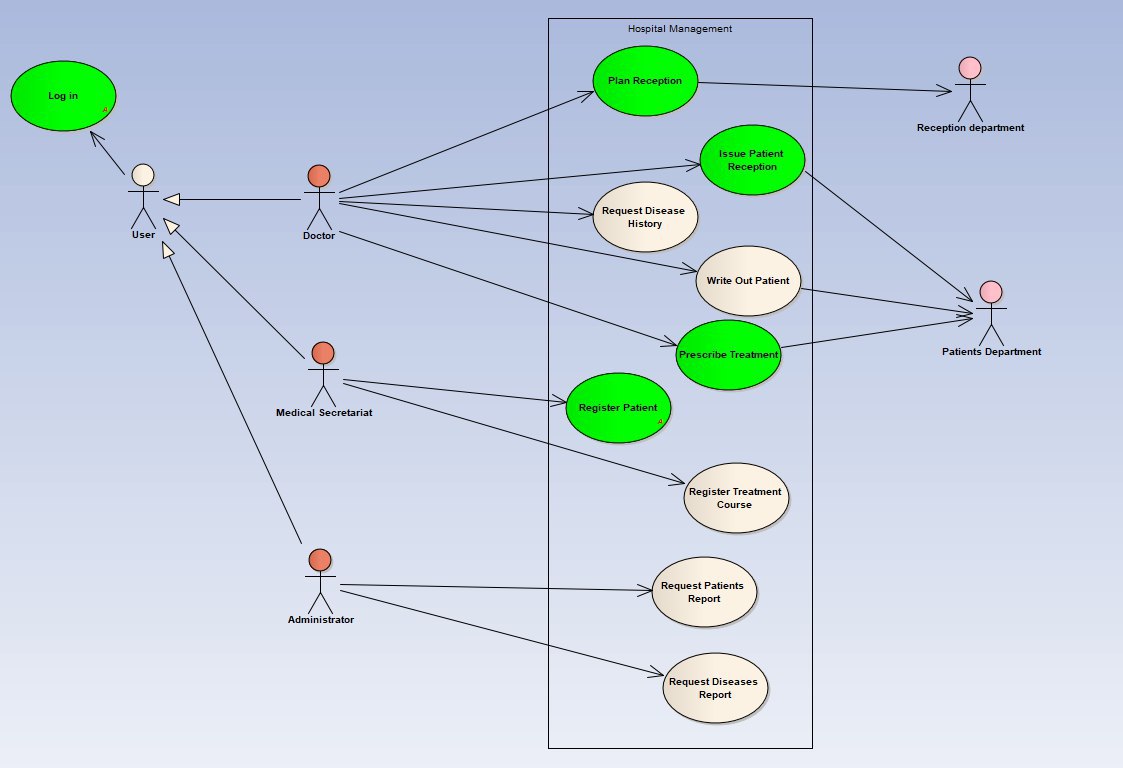 Hospital Management
Plan Reception
Log in
Reception department
Issue Patient
Reception
Request Disease
History
User
Doctor
Write Out Patient
Patients Department
Prescribe Treatment
Register Patient
Medical Secretariat
Register Treatment
Course
Request Patients
Report
Administrator
Request Diseases
Report